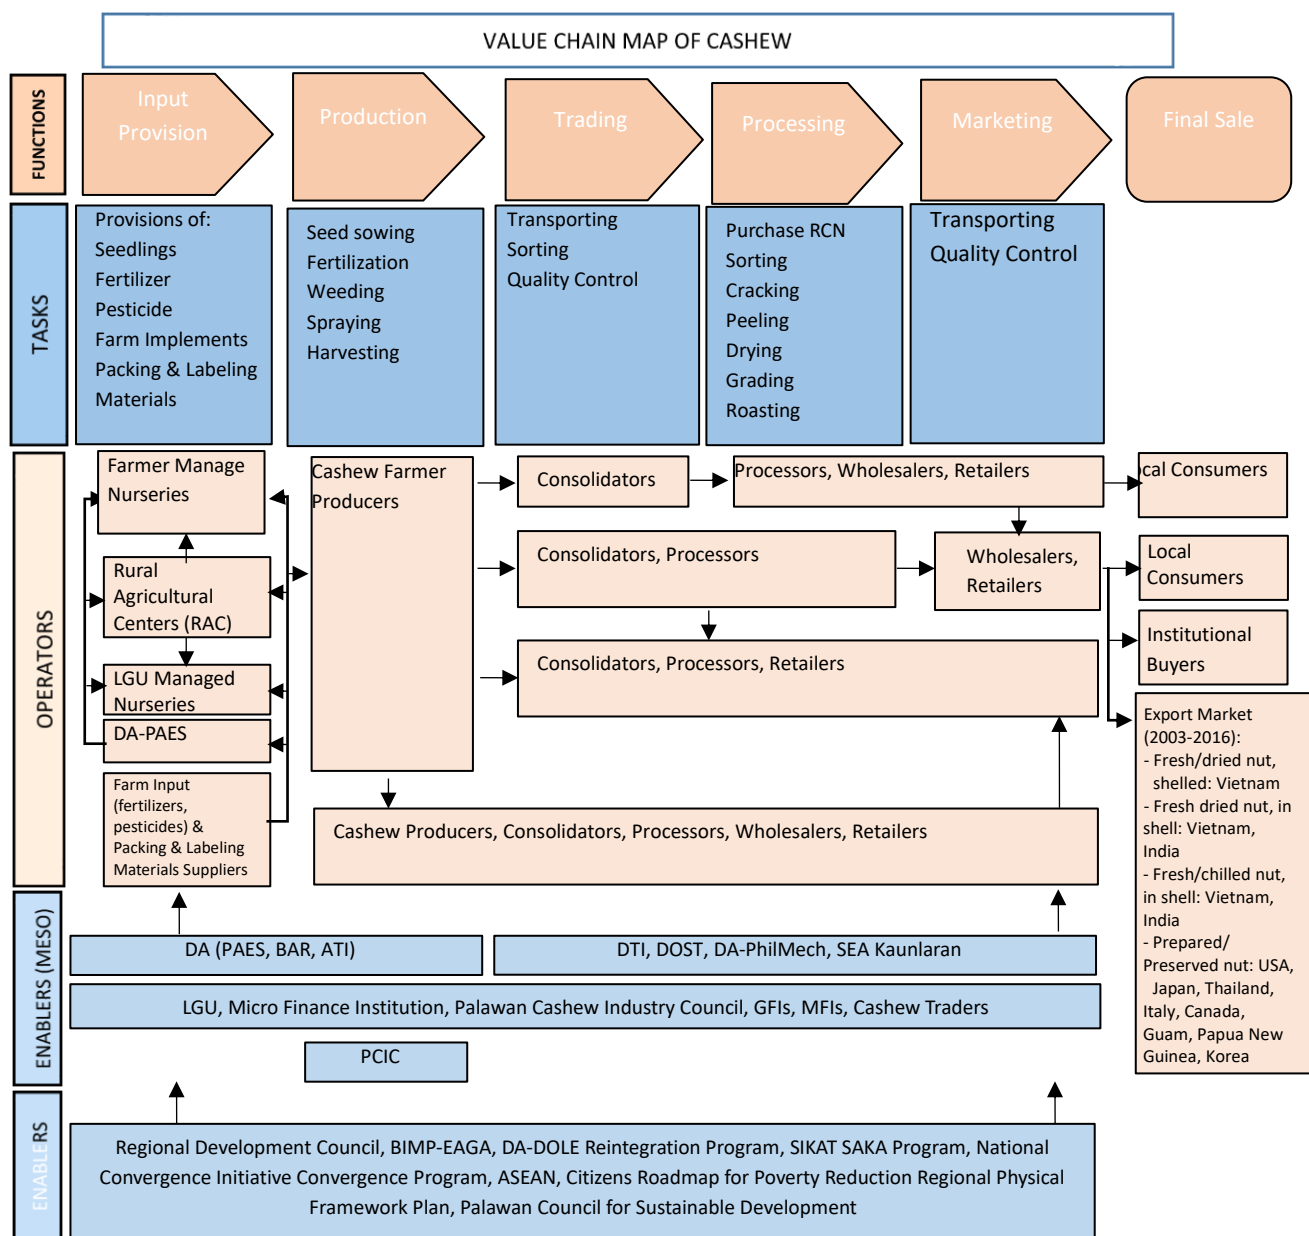 VALUE CHAIN MAP OF CASHEW
FUNCTIONS
Input
Provision
Production
Trading
Processing
Marketing
Final Sale
TASKS
Provisions of:
Seedlings
Fertilizer
Pesticide
Farm Implements
Packing & Labeling
Materials
Seed sowing
Fertilization
Weeding
Spraying
Harvesting
Transporting
Sorting
Quality Control
Purchase RCN
Sorting
Cracking
Peeling
Drying
Grading
Roasting
Transporting
Quality Control
OPERATORS
Farmer Manage
Nurseries
Rural
Agricultural
Centers (RAC)
LGU Managed
Nurseries
DA-PAES
Farm Input
(fertilizers,
pesticides) &
Packing & Labeling
Materials Suppliers
Cashew Farmer
Producers
Consolidators
Processors, Wholesalers, Retailers
cal Consumers
Consolidators, Processors
Wholesalers,
Retailers
Local
Consumers
Consolidators, Processors, Retailers
Institutional
Buyers
Cashew Producers, Consolidators, Processors, Wholesalers, Retailers
Export Market
(2003-2016):
- Fresh/dried nut,
shelled: Vietnam
- Fresh dried nut, in
shell: Vietnam,
India
- Fresh/chilled nut,
in shell: Vietnam,
India
- Prepared/
Preserved nut: USA,
Japan, Thailand,
Italy, Canada,
Guam, Papua New
Guinea, Korea
ENABLERS (MESO)
DA (PAES, BAR, ATI)
DTI, DOST, DA-PhilMech, SEA Kaunlaran
LGU, Micro Finance Institution, Palawan Cashew Industry Council, GFIs, MFIs, Cashew Traders
PCIC
ENABLERS
Regional Development Council, BIMP-EAGA, DA-DOLE Reintegration Program, SIKAT SAKA Program, National
Convergence Initiative Convergence Program, ASEAN, Citizens Roadmap for Poverty Reduction Regional Physical
Framework Plan, Palawan Council for Sustainable Development